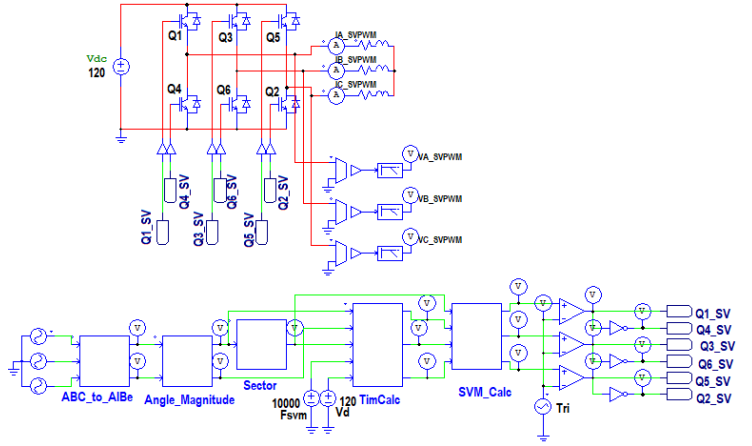 Q1
Q3
Q5
IA_SVPWM
A
Vdc
120
IB_SVPWM
A
IC_SVPWM
A
Q4
Q6
Q2
V
VA_SVPWM
Q4_SV
Q6_SV
Q2_SV
V
VB_SVPWM
Q1_SV
Q3_SV
Q5_SV
V
VC_SVPWM
V
V
V
Q1_SV
V
V
V
V
V
Q4_SV
V
V
Q3_SV
V
V
V
V
Q6_SV
V
Q5_SV
Q2_SV
Sector
ABC_to_AlBe
Angle_Magnitude
10000
Fsvm
120
Vd
TimCalc
SVM_Calc
Tri